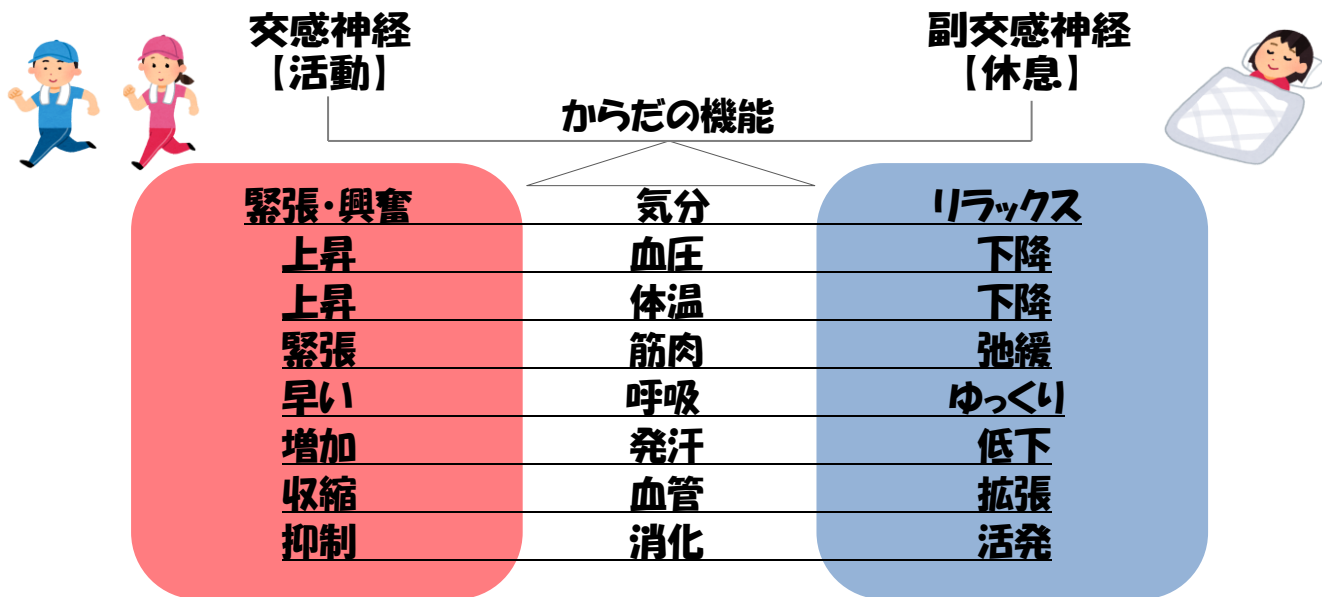 交感神経
【活動】
副交感神経
【休息】
からだの機能
緊張・興奮 気分 リラックス
上昇 血圧 下降
上昇 体温 下降
緊張 筋肉 弛緩
早い 呼吸 ゆっくり
増加 発汗 低下
収縮 血管 拡張
抑制 消化 活発